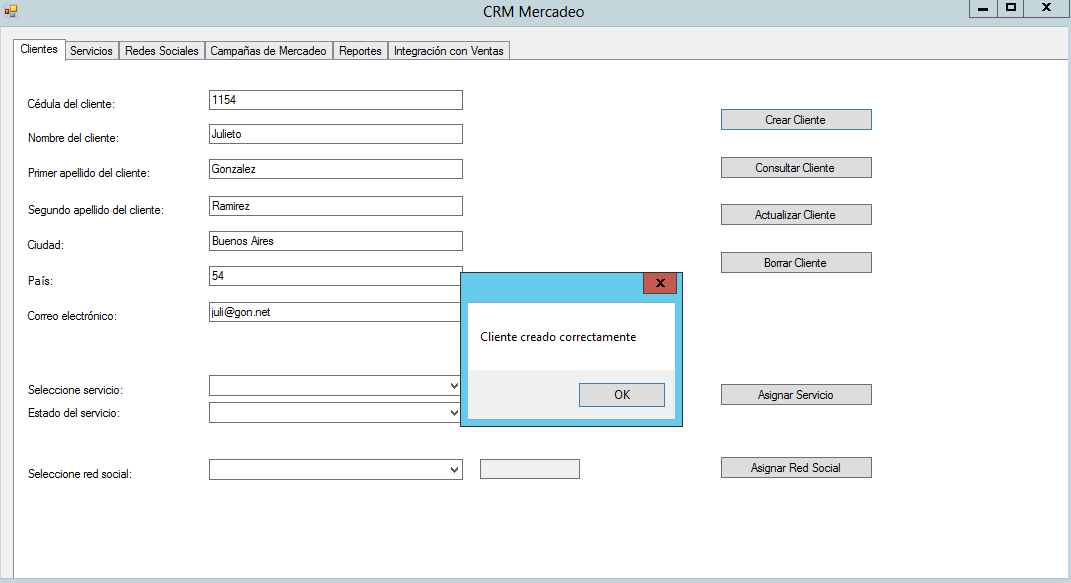 CRM Mercadeo
X
Clientes Servicios Redes Sociales Campañas de Mercadeo Reportes Integración con Ventas
Cédula del cliente: 1154
Crear Cliente
Nombre del cliente: Julieto
Primer apellido del cliente: Gonzalez
Consultar Cliente
Segundo apellido del cliente: Ramirez
Actualizar Cliente
Ciudad: Buenos Aires
Borrar Cliente
País: 54
X
Correo electrónico: juli@gon.net
Cliente creado correctamente
OK
Seleccione servicio:
Asignar Servicio
Estado del servicio:
Seleccione red social:
Asignar Red Social